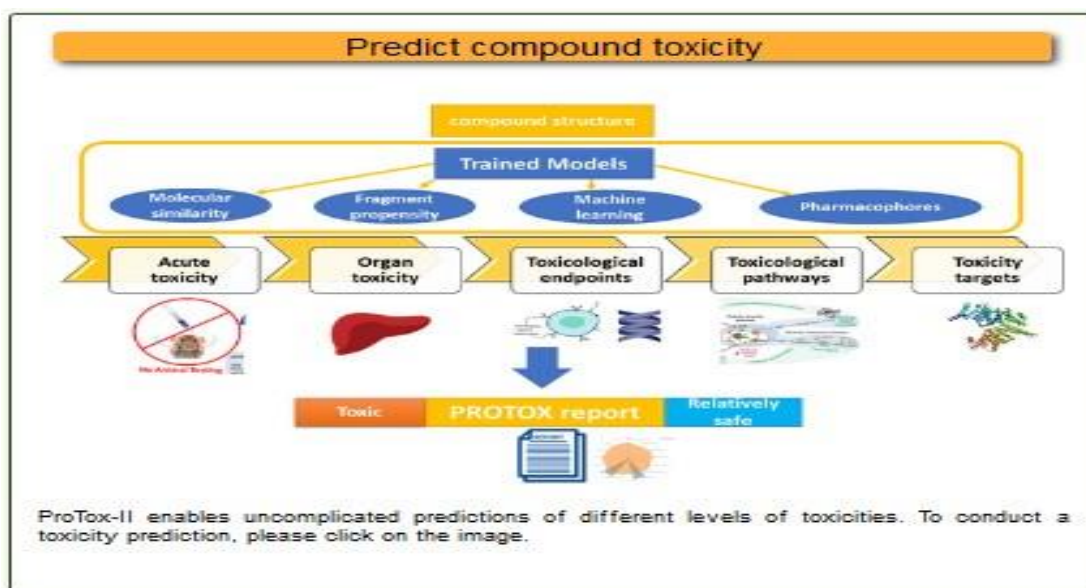 Predict compound toxicity
compound structure
Trained Models
Molecular
similarity
Fragment
propensity
Machine
learning
Pharmacophores
Acute
toxicity
Organ
toxicity
Toxicological
endpoints
Toxicological
pathways
Toxicity
targets
No Animal Testing
Toxic
PROTOX report
Relatively
safe
ProTox-II enables uncomplicated predictions of different levels of toxicities. To conduct a
toxicity prediction, please click on the image.